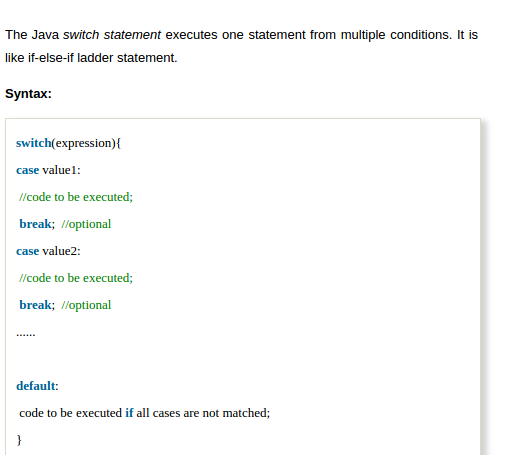 The Java switch statement executes one statement from multiple conditions. It is
like if-else-if ladder statement.
Syntax:
switch(expression){
case value1:
//code to be executed;
break; //optional
case value2:
//code to be executed;
break; //optional
......
default:
code to be executed if all cases are not matched;
}